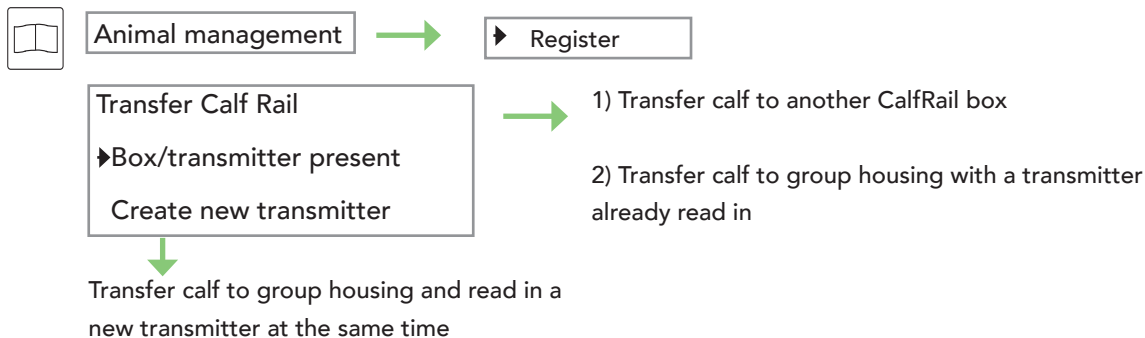 Animal management
Register
Transfer Calf Rail
Box/transmitter present
Create new transmitter
1) Transfer calf to another CalfRail box
2) Transfer calf to group housing with a transmitter
already read in
Transfer calf to group housing and read in a
new transmitter at the same time